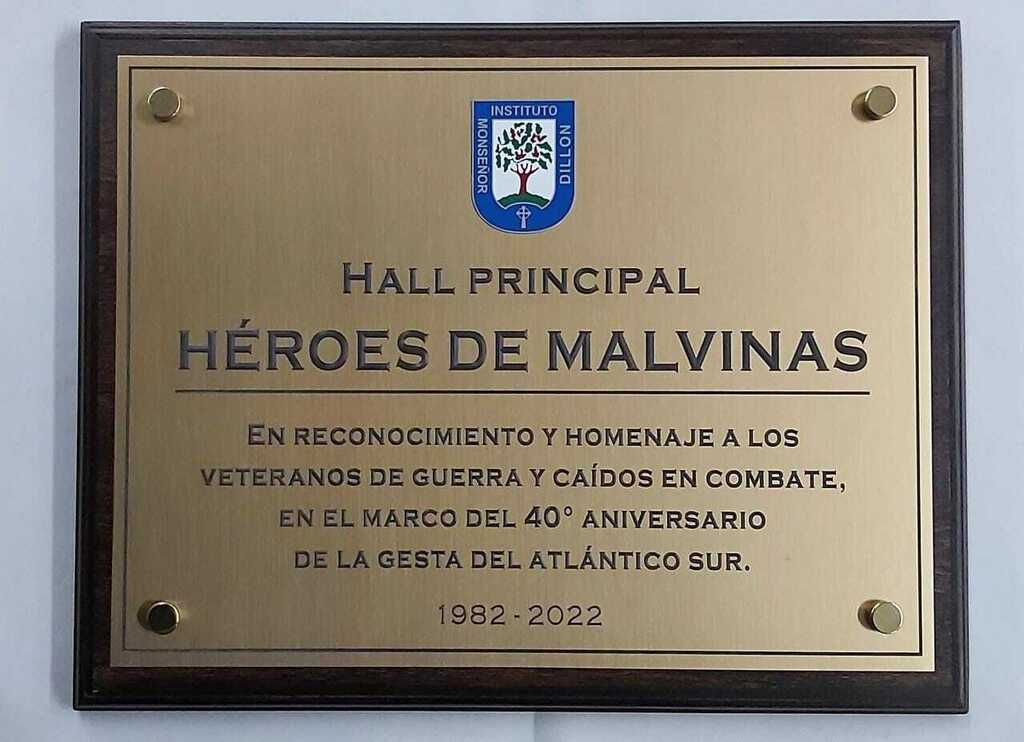 INSTITUTO
MONSEÑOR
DILLON
HALL PRINCIPAL
HÉROES DE MALVINAS
EN RECONOCIMIENTO Y HOMENAJE A LOS
VETERANOS DE GUERRA Y CAÍDOS EN COMBATE,
EN EL MARCO DEL 40° ANIVERSARIO
DE LA GESTA DEL ATLÁNTICO SUR.
1982 - 2022